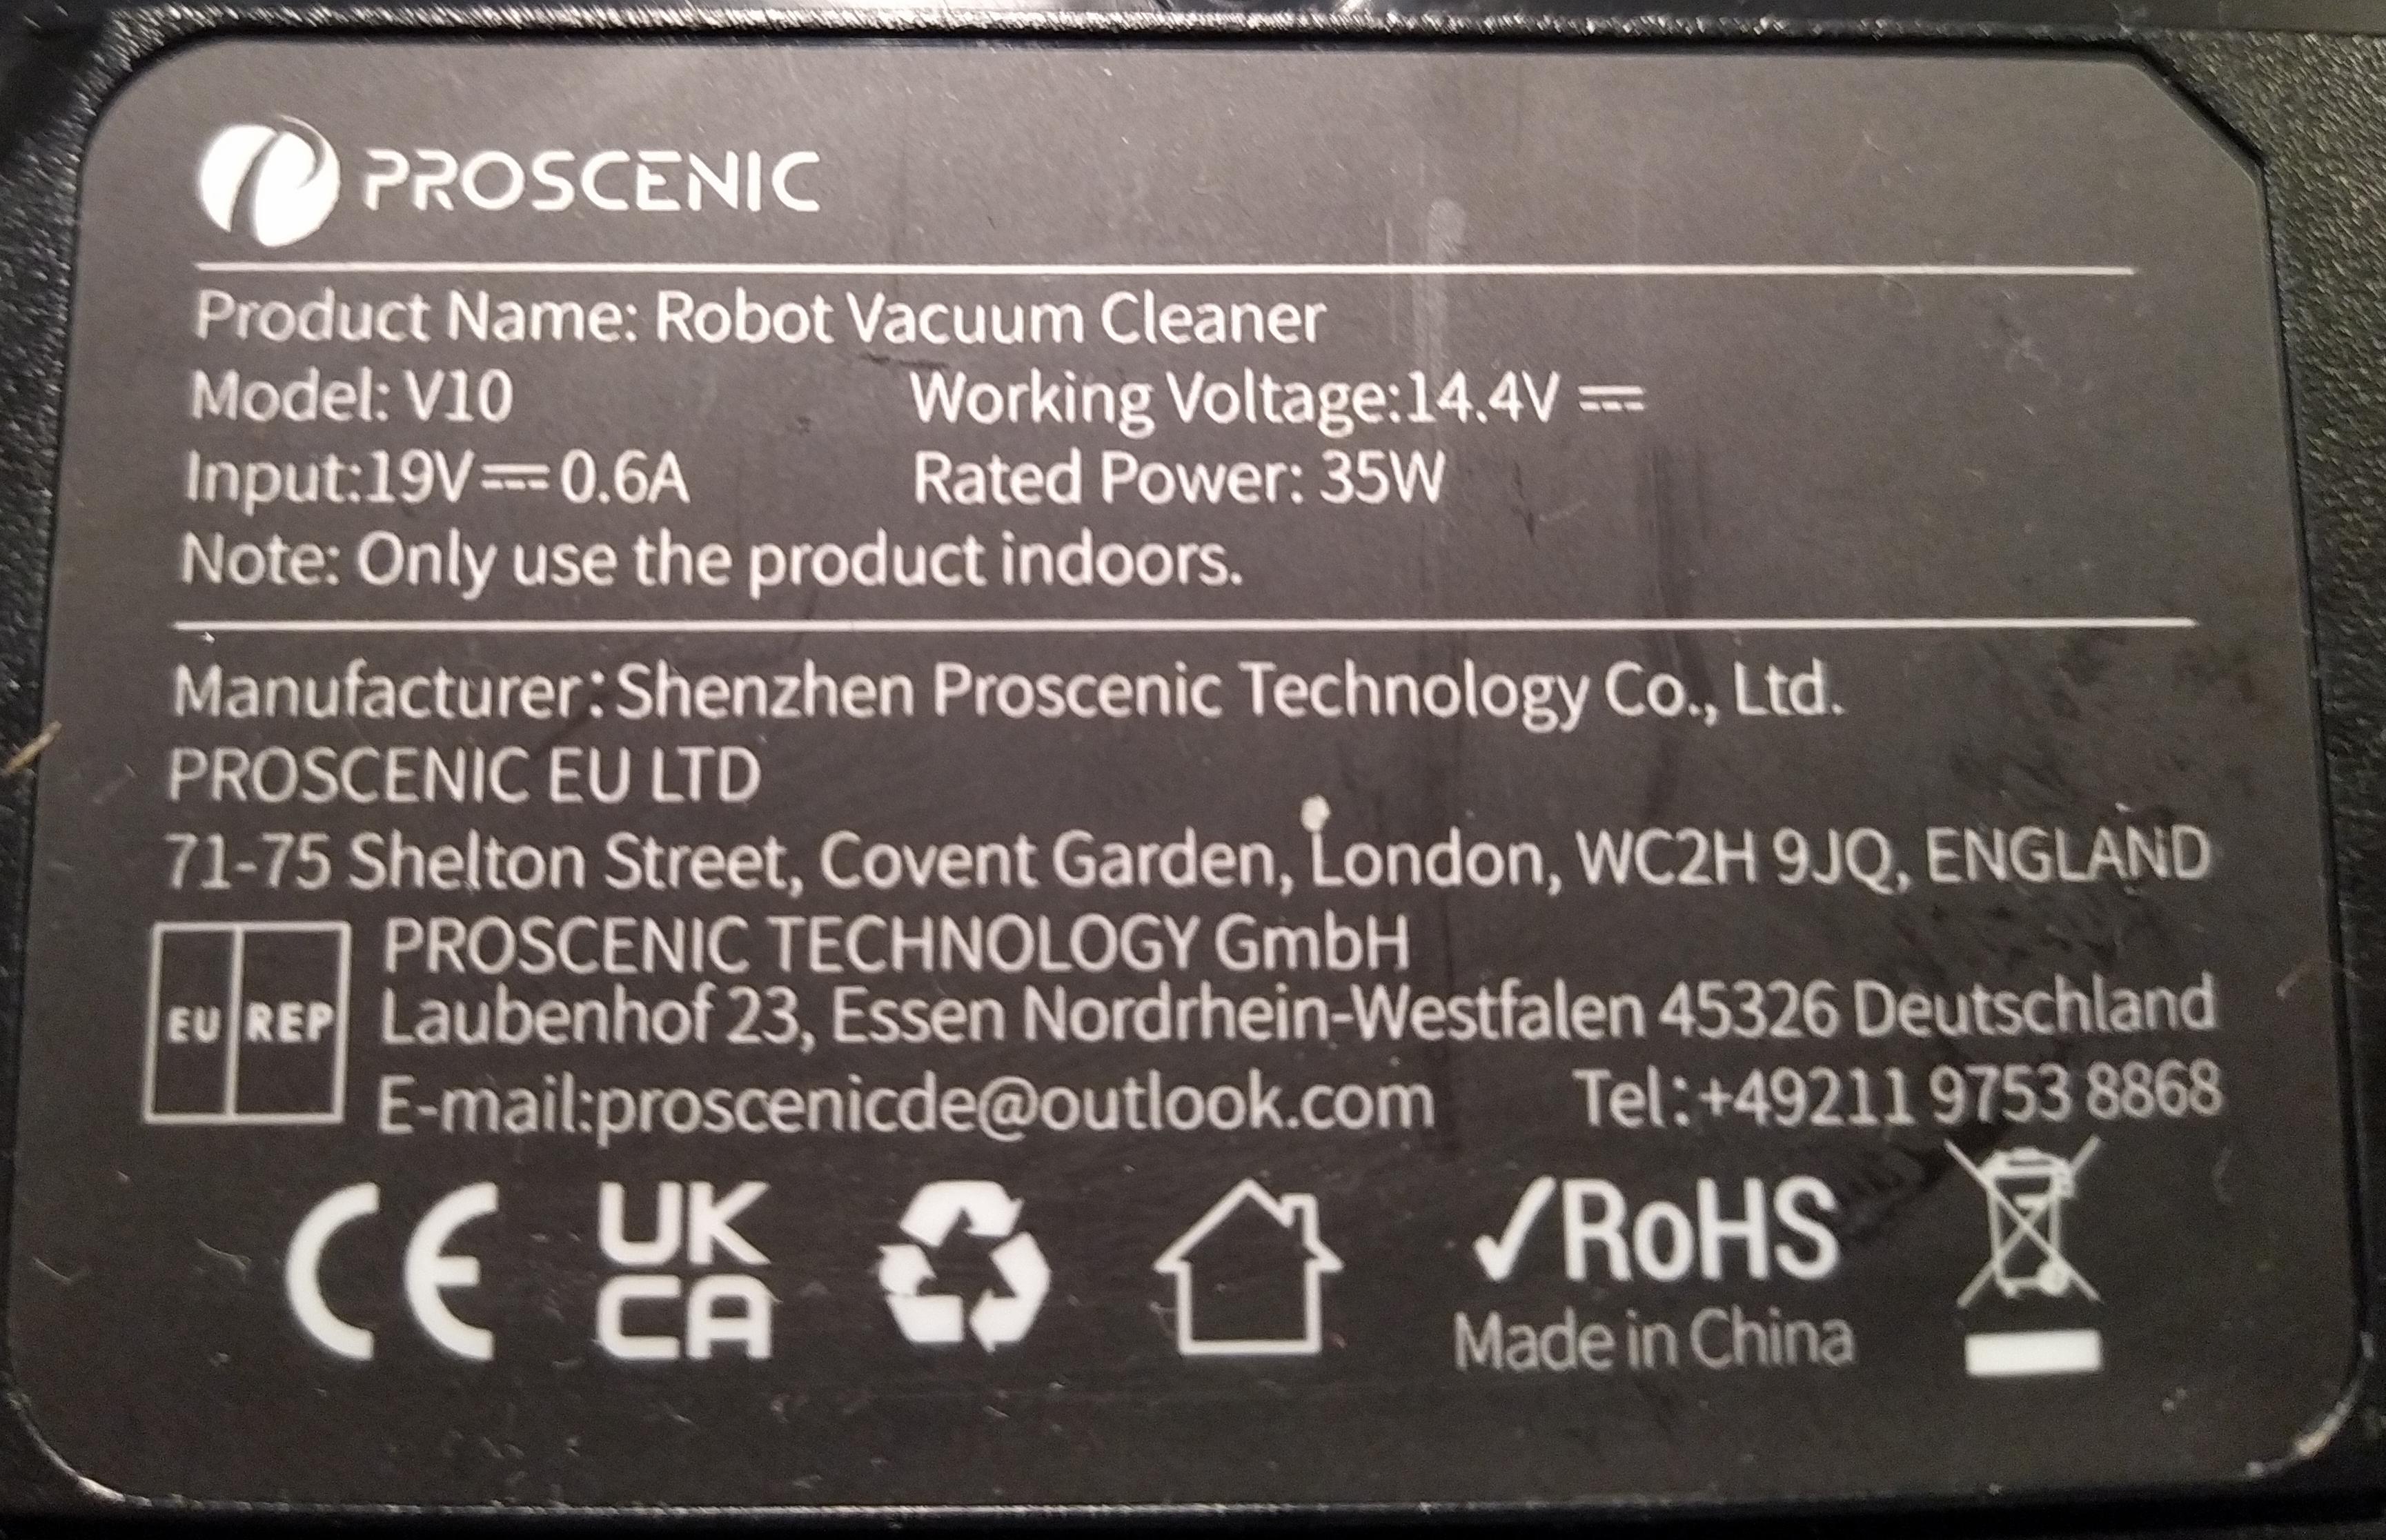 PROSCENIC
Product Name: Robot Vacuum Cleaner
Model: V10 Working Voltage:14.4V ⎓
Input:19V⎓0.6A Rated Power: 35W
Note: Only use the product indoors.
Manufacturer:Shenzhen Proscenic Technology Co., Ltd.
PROSCENIC EU LTD
71-75 Shelton Street, Covent Garden, London, WC2H 9JQ, ENGLAND
EU REP
PROSCENIC TECHNOLOGY GmbH
Laubenhof 23, Essen Nordrhein-Westfalen 45326 Deutschland
E-mail:proscenicde@outlook.com Tel:+49211 9753 8868
CE
UK
CA
✓RoHS
Made in China